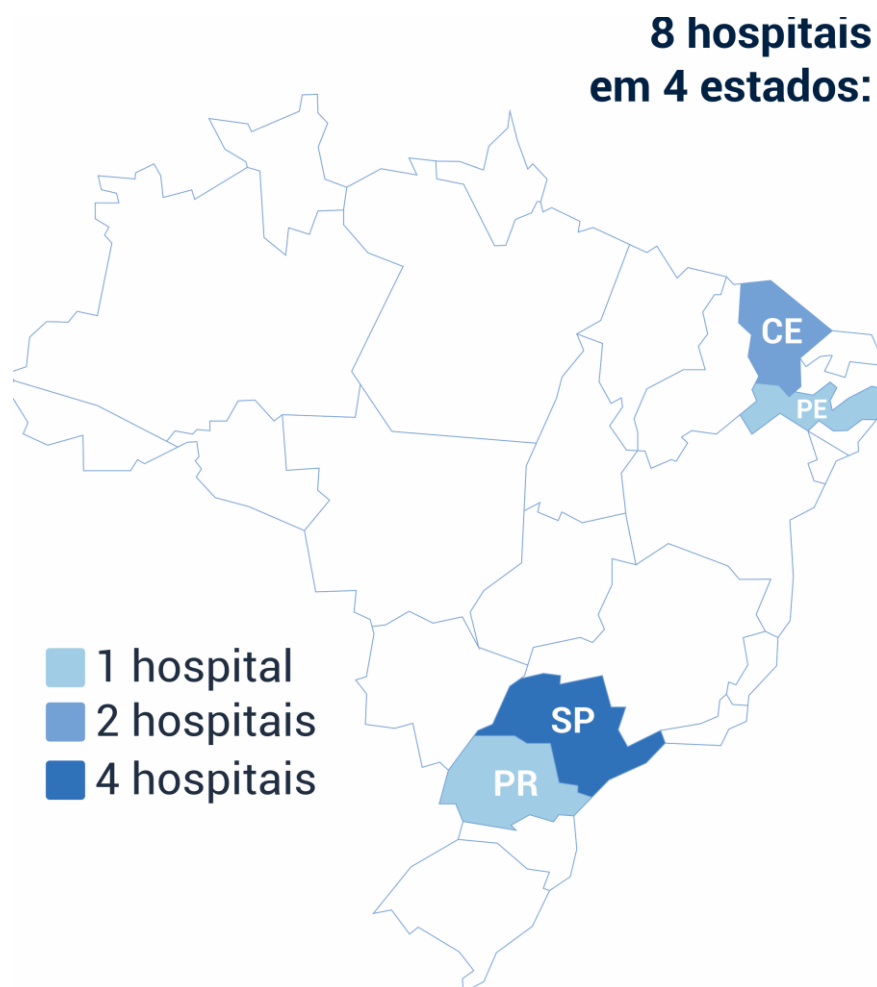 8 hospitais
em 4 estados:
CE
PE
1 hospital
2 hospitais
SP
4 hospitais
PR